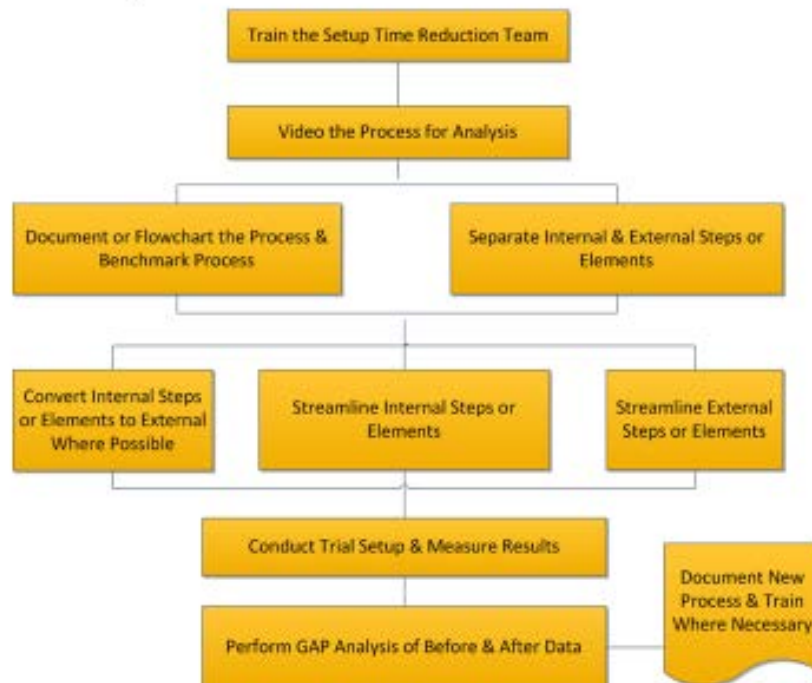 Train the Setup Time Reduction Team
Video the Process for Analysis
Document or Flowchart the Process &
Benchmark Process
Separate Internal & External Steps or
Elements
Convert Internal Steps
or Elements to External
Where Possible
Streamline Internal Steps or
Elements
Streamline External
Steps or Elements
Conduct Trial Setup & Measure Results
Perform GAP Analysis of Before & After Data
Document New
Process & Train
Where Necessary